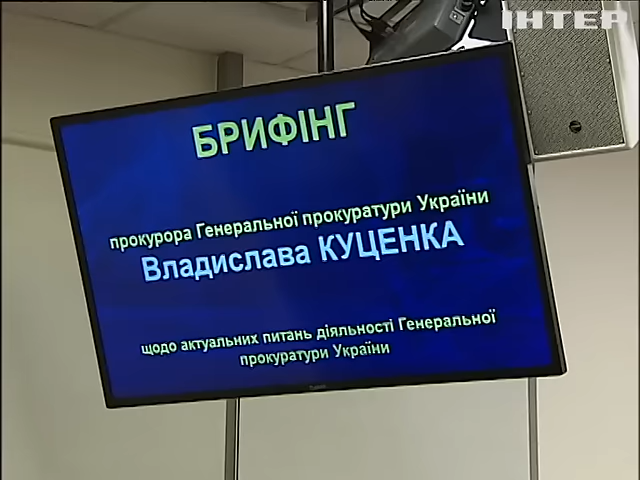 ІНТЕР
БРИФІНГ
прокурора Генеральної прокуратури України
Владислава КУЦЕНКА
щодо актуальних питань діяльності Генеральної
прокуратури України